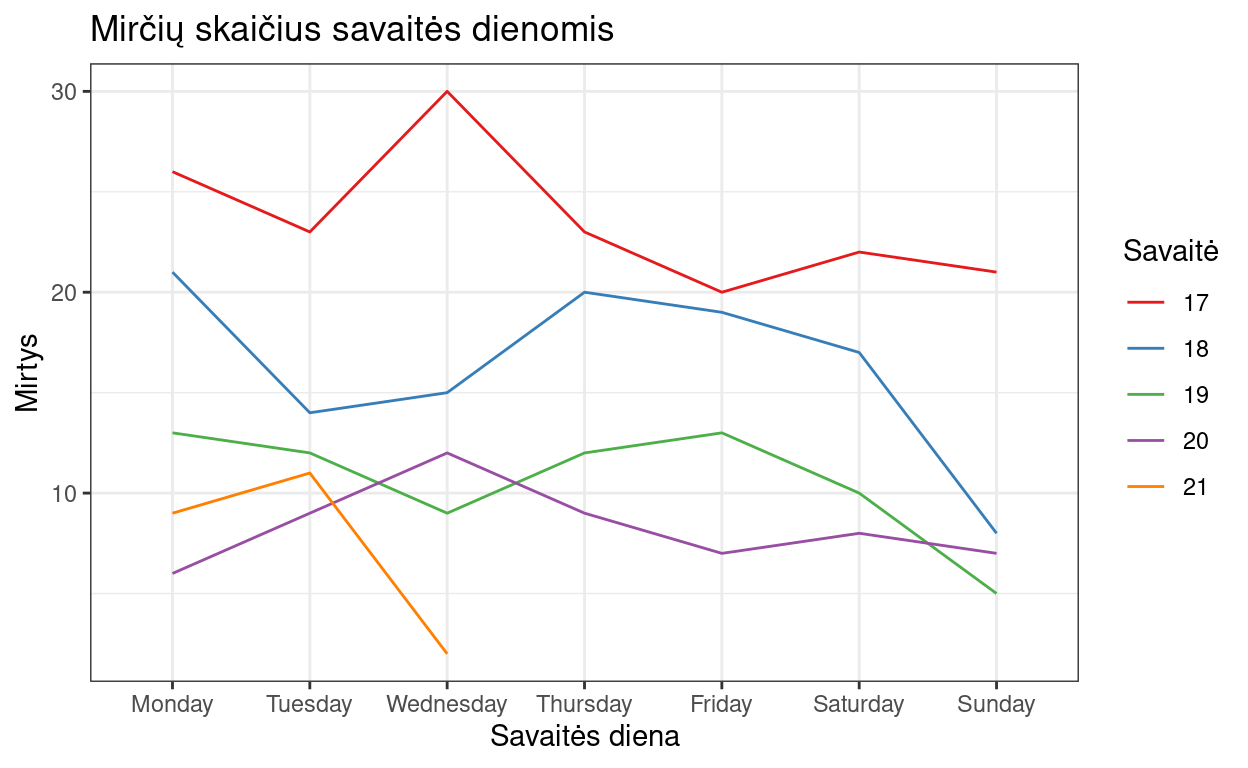 Mirčių skaičius savaitės dienomis
30
20
10
Mirtys
Monday Tuesday Wednesday Thursday Friday Saturday Sunday
Savaitės diena
Savaitė
17
18
19
20
21